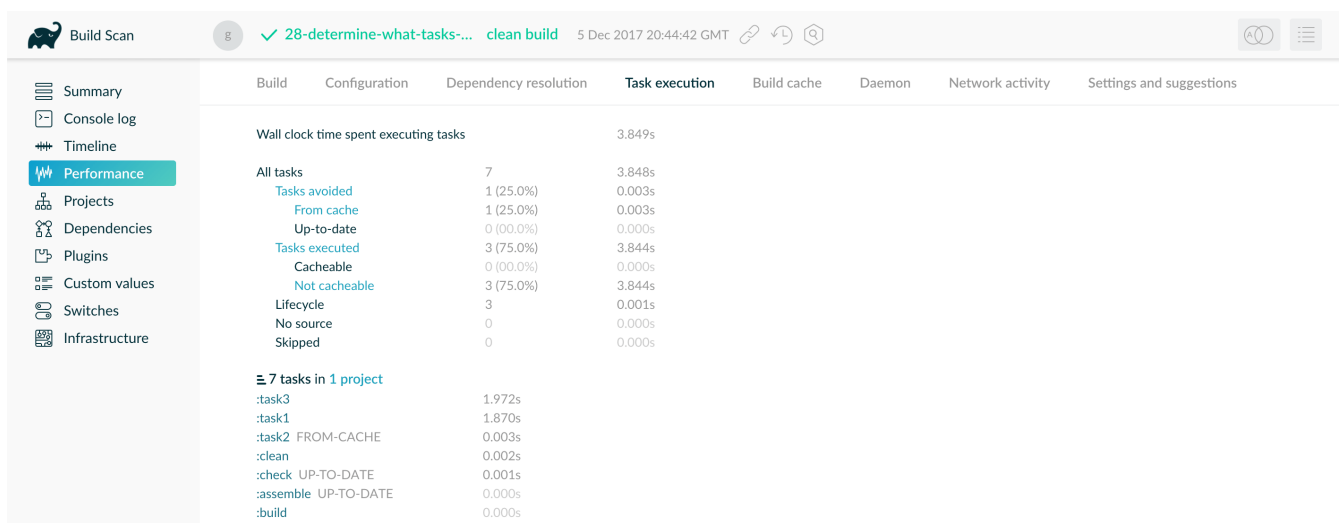 Build Scan
g 28-determine-what-tasks-... clean build 5 Dec 2017 20:44:42 GMT
Summary
Console log
Timeline
Performance
Projects
Dependencies
Plugins
Custom values
Switches
Infrastructure
Build Configuration Dependency resolution Task execution Build cache Daemon Network activity Settings and suggestions
Wall clock time spent executing tasks 3.849s
All tasks 7 3.848s
Tasks avoided 1 (25.0%) 0.003s
From cache 1 (25.0%) 0.003s
Up-to-date 0 (00.0%) 0.000s
Tasks executed 3 (75.0%) 3.844s
Cacheable 0 (00.0%) 0.000s
Not cacheable 3 (75.0%) 3.844s
Lifecycle 3 0.001s
No source 0 0.000s
Skipped 0 0.000s
7 tasks in 1 project
:task3 1.972s
:task1 1.870s
:task2 FROM-CACHE 0.003s
:clean 0.002s
:check UP-TO-DATE 0.001s
:assemble UP-TO-DATE 0.000s
:build 0.000s